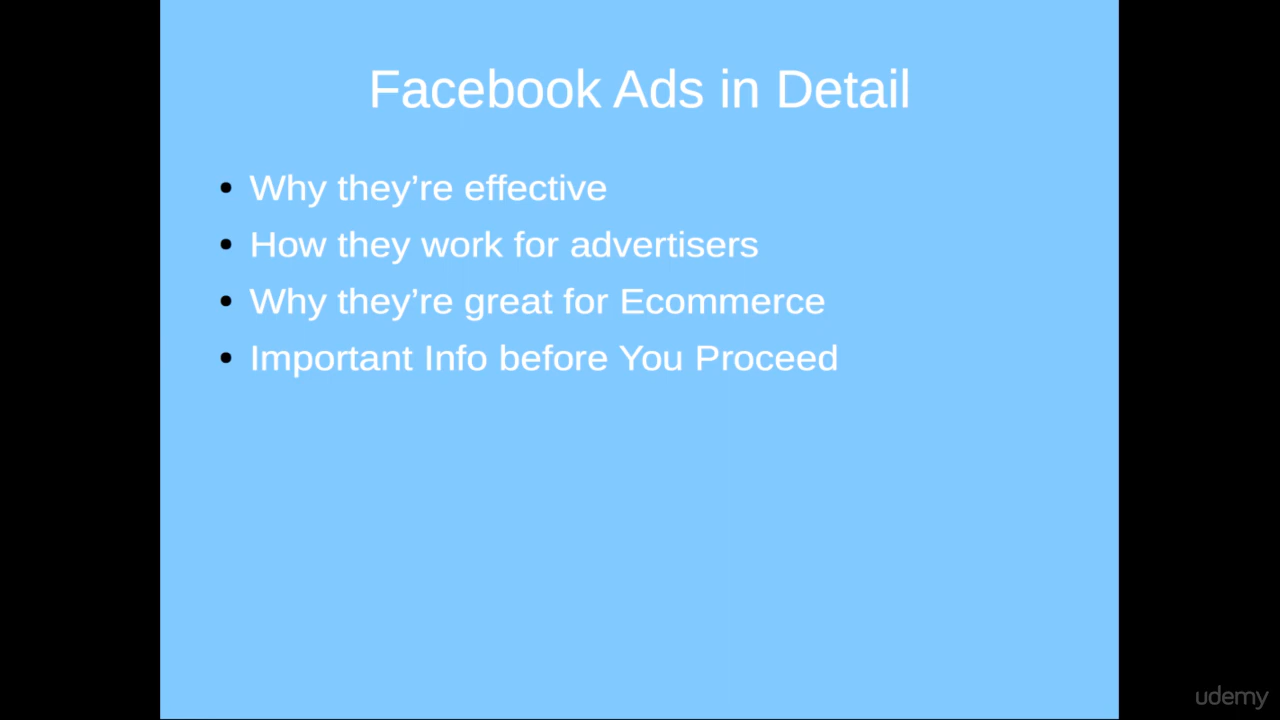 Facebook Ads in Detail
• Why they’re effective
• How they work for advertisers
• Why they’re great for Ecommerce
• Important Info before You Proceed
udemy